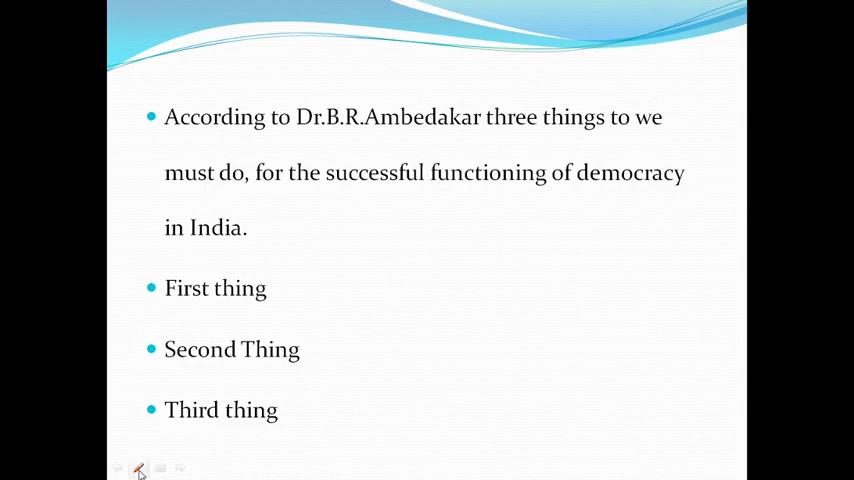 According to Dr.B.R.Ambedakar three things to we
must do, for the successful functioning of democracy
in India.
First thing
Second Thing
Third thing